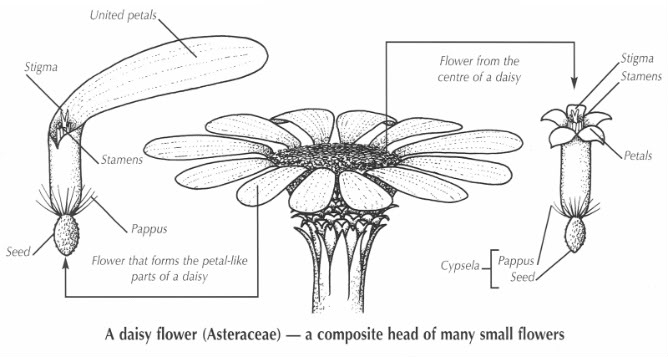 United petals
Stigma
Stamens
Pappus
Seed
Flower that forms the petal-like
parts of a daisy
Flower from the
centre of a daisy
Stigma
Stamens
Petals
Cypsela
Pappus
Seed
A daisy flower (Asteraceae) — a composite head of many small flowers